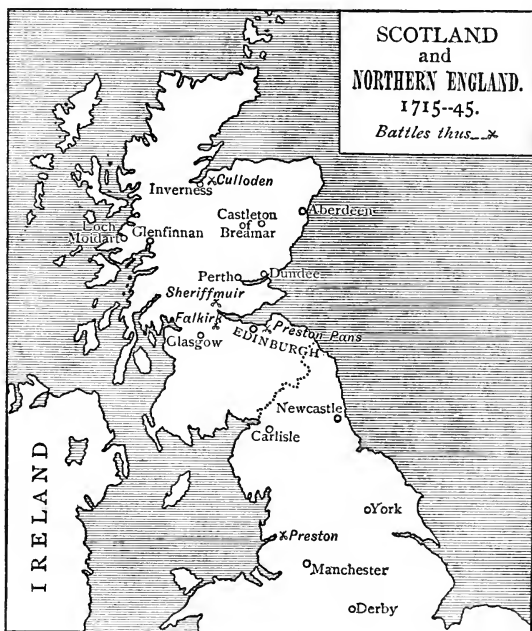 SCOTLAND
and
NORTHERN ENGLAND.
1715--45.
Battles thus
Culloden
Inverness
Castleton
of
Breamar
Aberdeen
Loch
Moidart
Glenfinnan
Perth
Dundee
Sheriffmuir
Falkirk
Preston Pans
EDINBURGH
Glasgow
Newcastle
Carlisle
IRELAND
York
Preston
Manchester
Derby